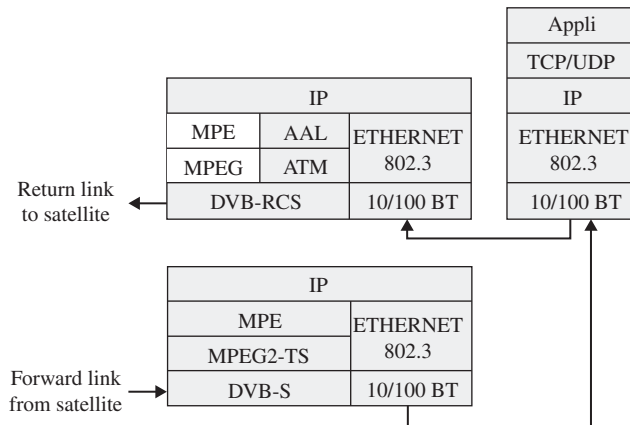 Appli
TCP/UDP
IP
ETHERNET
802.3
10/100 BT
IP
MPE
AAL
ETHERNET
802.3
MPEG
ATM
DVB-RCS
10/100 BT
Return link
to satellite
IP
MPE
ETHERNET
802.3
MPEG2-TS
DVB-S
10/100 BT
Forward link
from satellite